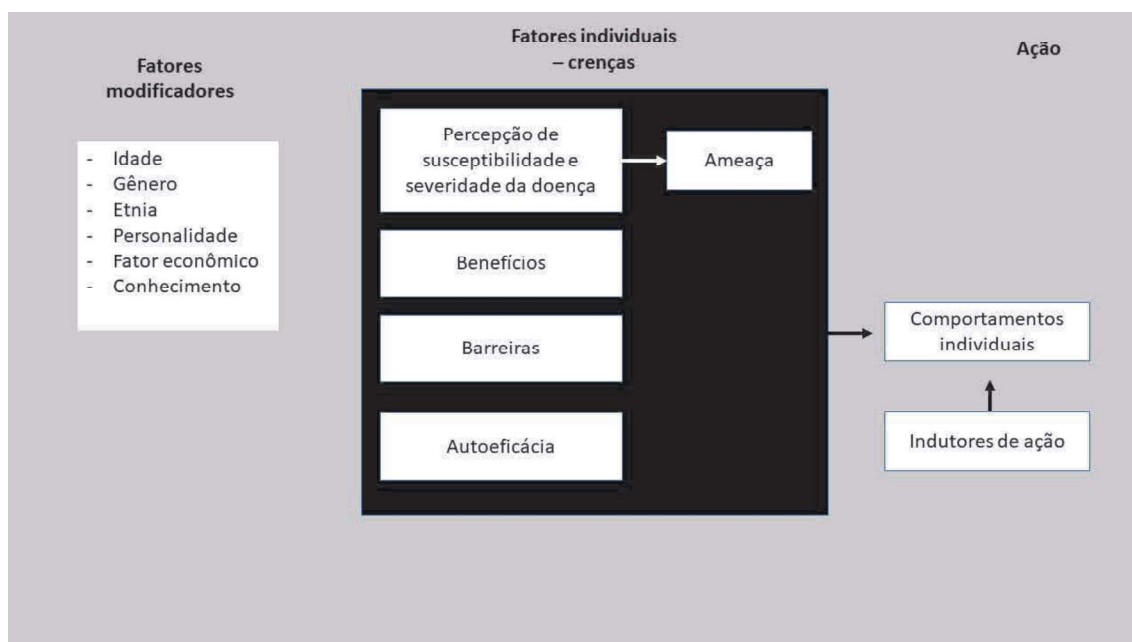 Fatores
modificadores
- Idade
- Gênero
- Etnia
- Personalidade
- Fator econômico
- Conhecimento
Fatores individuais
– crenças
Percepção de
susceptibilidade e
severidade da doença
Ameaça
Benefícios
Barreiras
Autoeficácia
Ação
Comportamentos
individuais
Indutores de ação